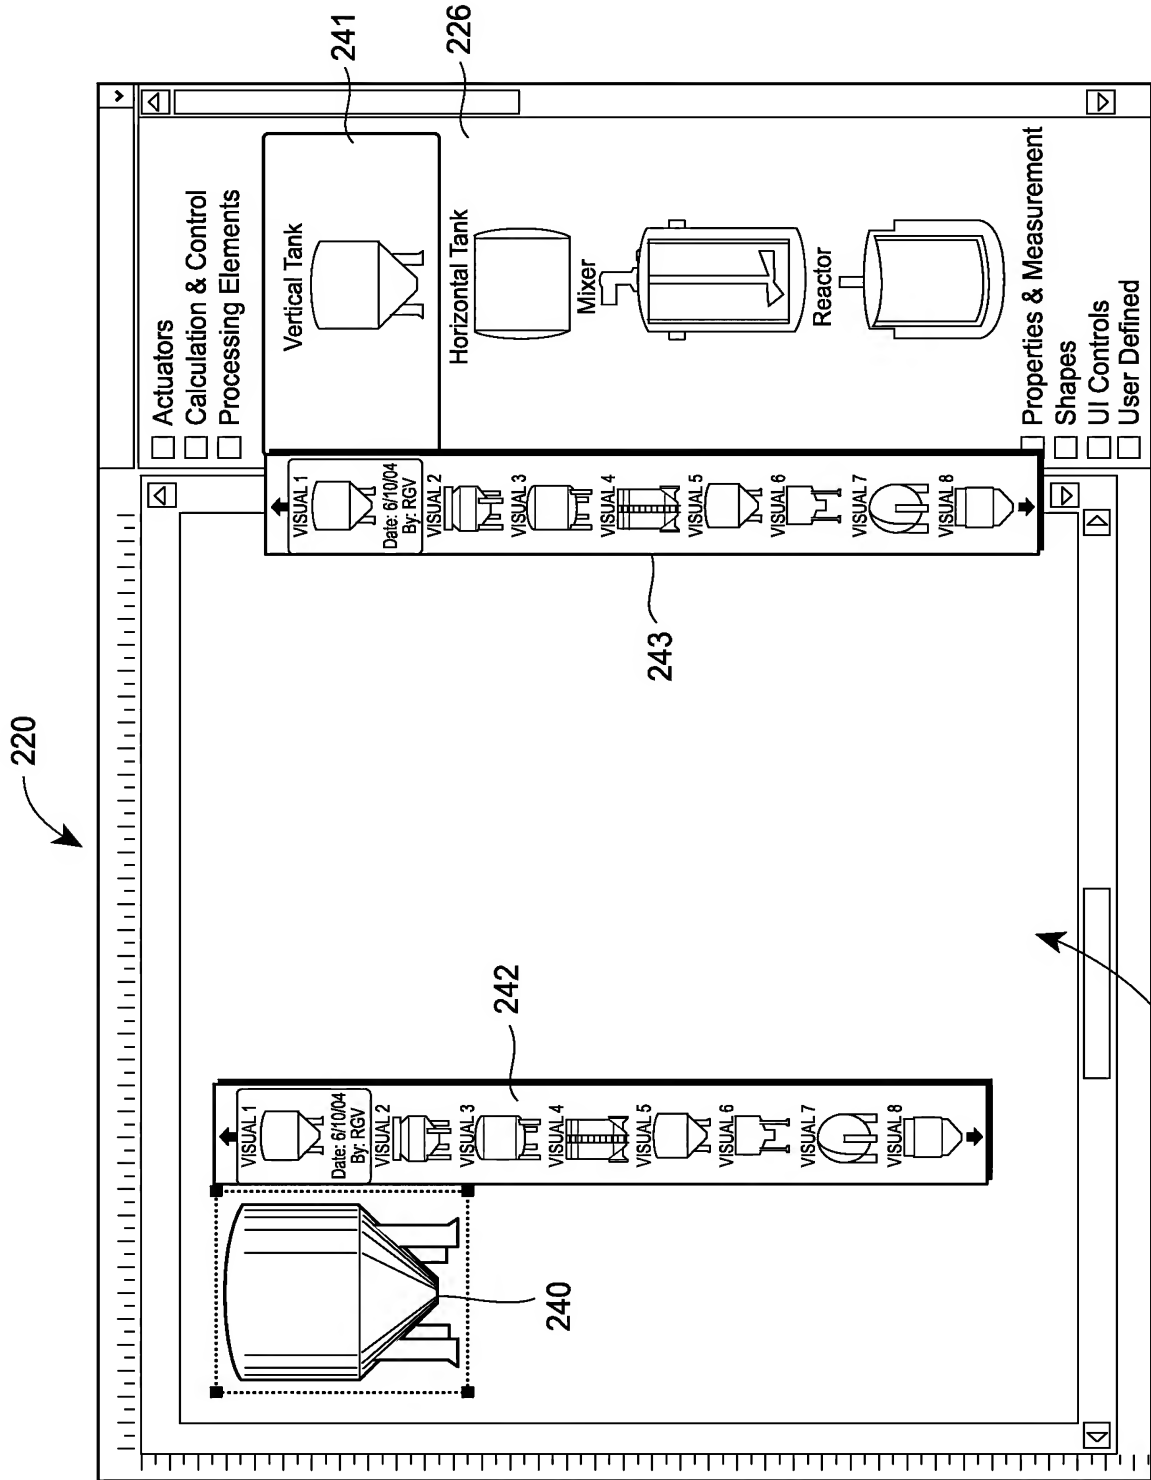 220
241
226
Actuators
Calculation & Control
Processing Elements
Vertical Tank
Horizontal Tank
Mixer
Reactor
Properties & Measurement
Shapes
UI Controls
User Defined
VISUAL 1
Date: 6/10/04
By: RGV
VISUAL 2
VISUAL 3
VISUAL 4
VISUAL 5
VISUAL 6
VISUAL 7
VISUAL 8
243
VISUAL 1
Date: 6/10/04
By: RGV
VISUAL 2
VISUAL 3
VISUAL 4
VISUAL 5
VISUAL 6
VISUAL 7
VISUAL 8
242
240